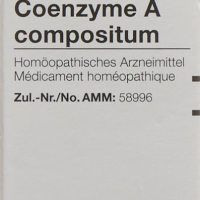 Coenzyme A
compositum
Homöopathisches Arzneimittel
Médicament homéopathique
Zul.-Nr./No. AMM: 58996